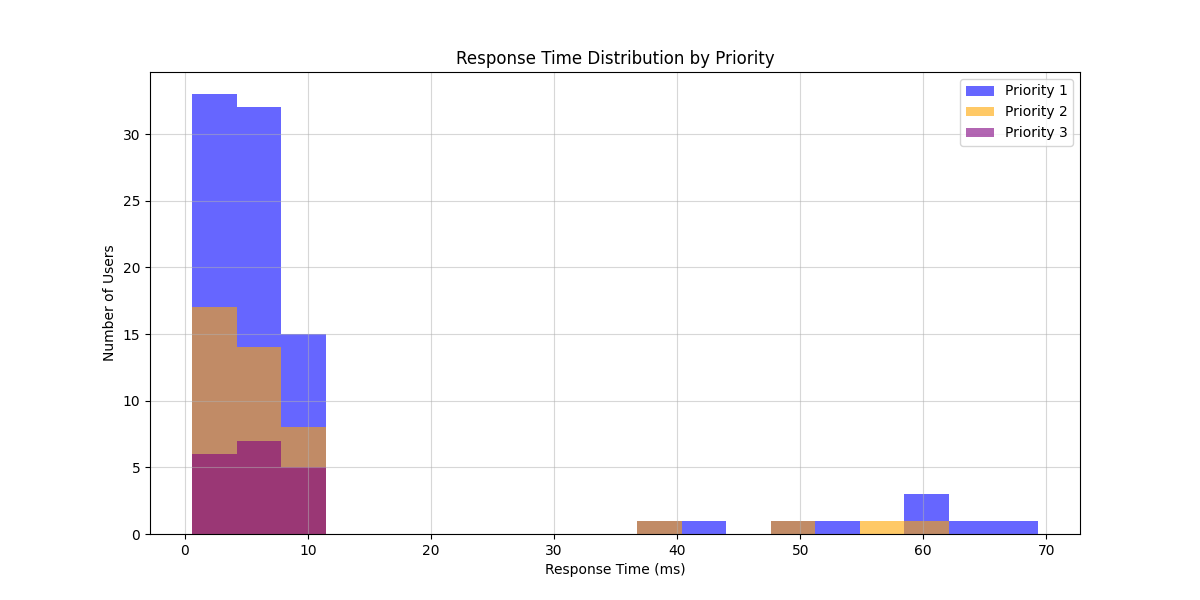 Response Time Distribution by Priority
Priority 1
Priority 2
Priority 3
Number of Users
30
25
20
15
10
5
0
0 10 20 30 40 50 60 70
Response Time (ms)